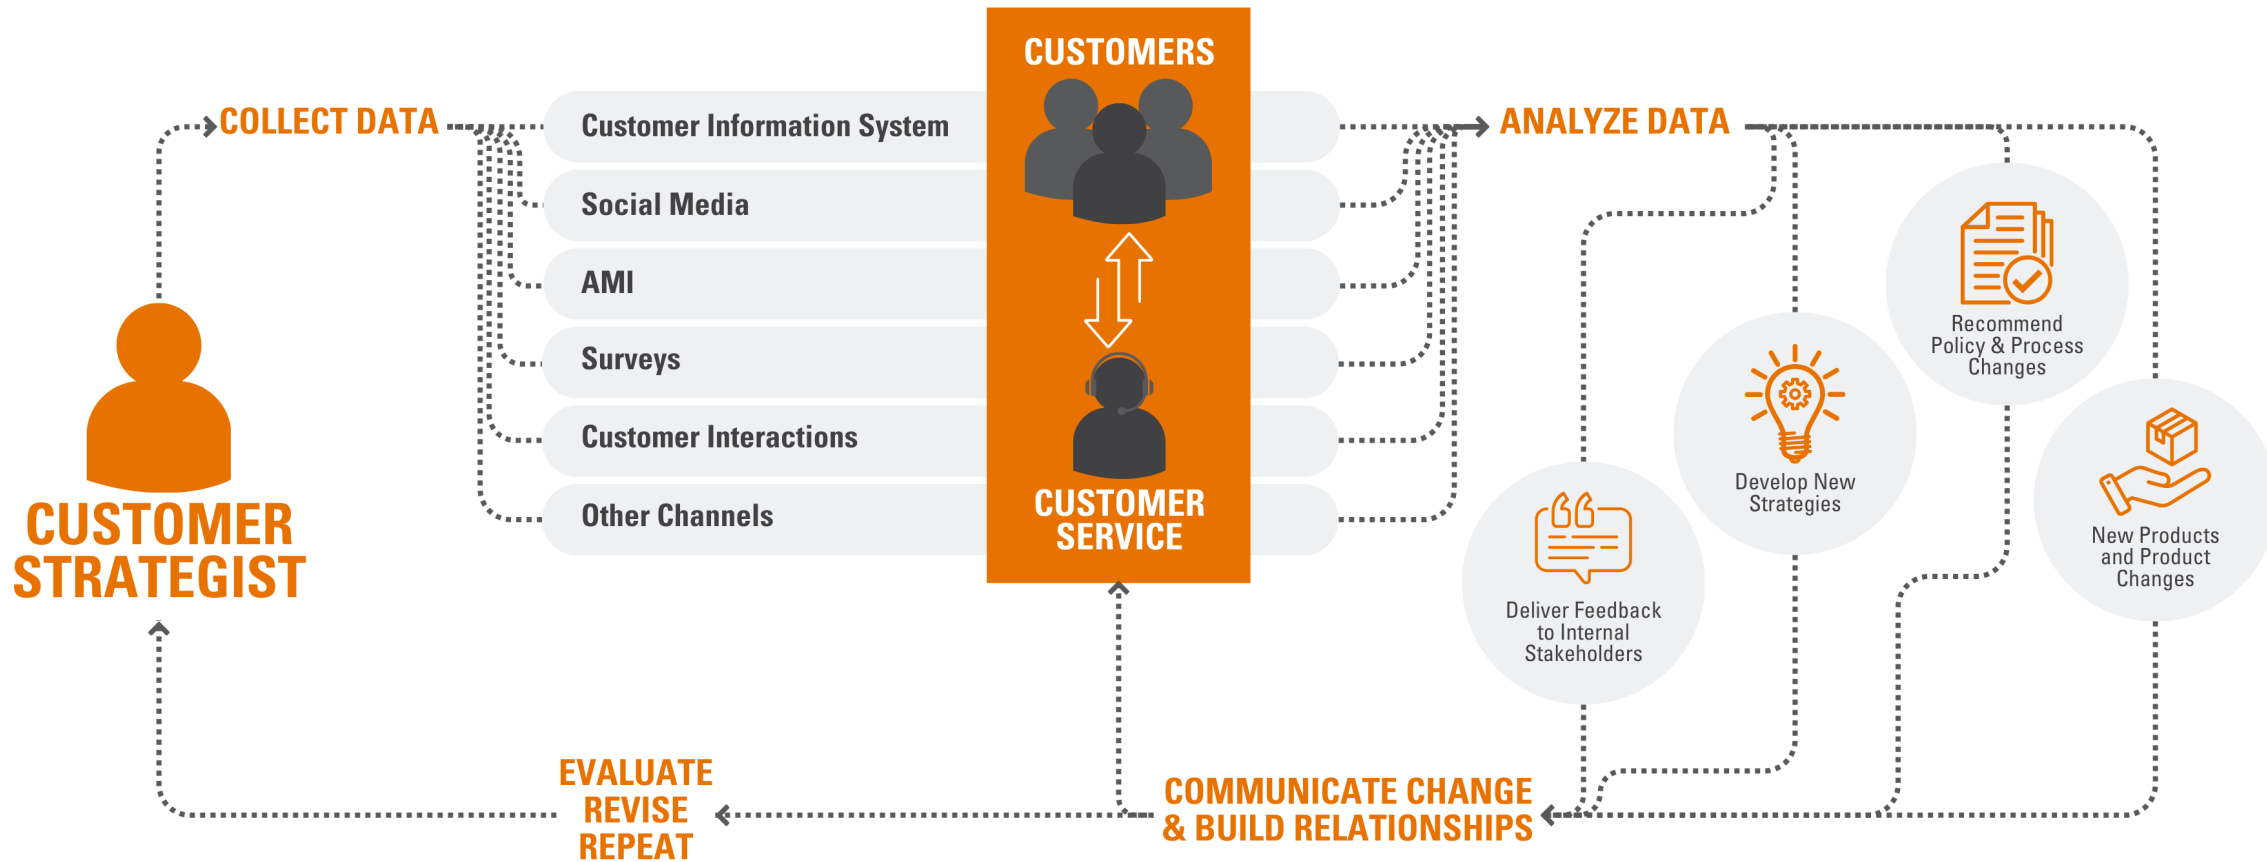 CUSTOMERS
COLLECT DATA
Customer Information System
Social Media
AMI
Surveys
Customer Interactions
Other Channels
CUSTOMER
SERVICE
ANALYZE DATA
Recommend
Policy & Process
Changes
Develop New
Strategies
New Products
and Product
Changes
Deliver Feedback
to Internal
Stakeholders
CUSTOMER
STRATEGIST
COMMUNICATE CHANGE
& BUILD RELATIONSHIPS
EVALUATE
REVISE
REPEAT